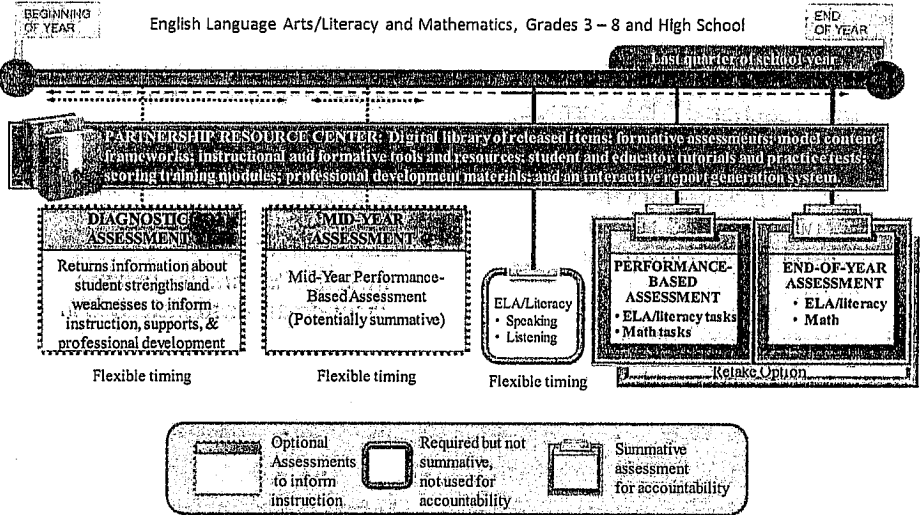 BEGINNING
OF YEAR
English Language Arts/Literacy and Mathematics, Grades 3 – 8 and High School
END
OF YEAR
Last quarter of school year
PARTNERSHIP RESOURCE CENTER: Digital library of released items; formative assessments; model content
frameworks; instructional and formative tools and resources; student and educator tutorials and practice tests;
scoring training modules; professional development materials; and an interactive report generation system.
DIAGNOSTIC
ASSESSMENT
Returns information about
student strengths and
weaknesses to inform
instruction, supports, &
professional development
Flexible timing
MID-YEAR
ASSESSMENT
Mid-Year Performance-
Based Assessment
(Potentially summative)
Flexible timing
ELA/Literacy
• Speaking
• Listening
Flexible timing
PERFORMANCE-
BASED
ASSESSMENT
• ELA/literacy tasks
• Math tasks
END-OF-YEAR
ASSESSMENT
• ELA/literacy
• Math
Retake Option
Optional
Assessments
to inform
instruction
Required but not
summative,
not used for
accountability
Summative
assessment
for accountability